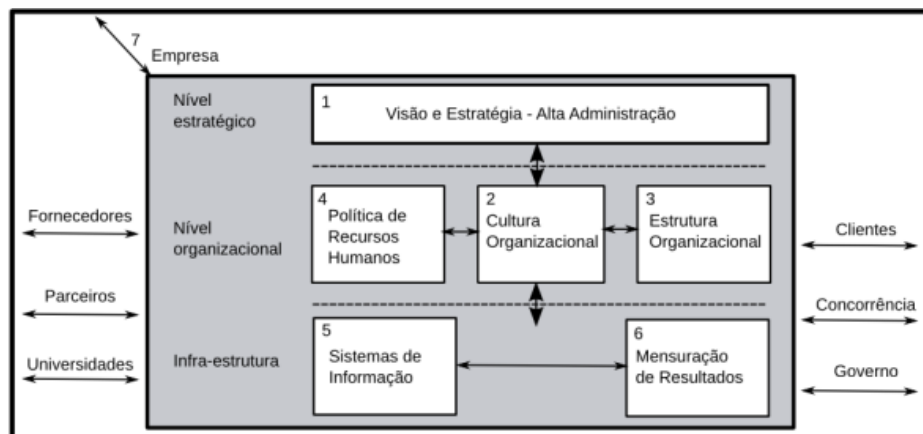 7
Empresa
Nível
estratégico
1
Visão e Estratégia - Alta Administração
Fornecedores
Parceiros
Universidades
Nível
organizacional
4
Política de
Recursos
Humanos
2
Cultura
Organizacional
3
Estrutura
Organizacional
Clientes
Concorrência
Governo
Infra-estrutura
5
Sistemas de
Informação
6
Mensuração
de Resultados